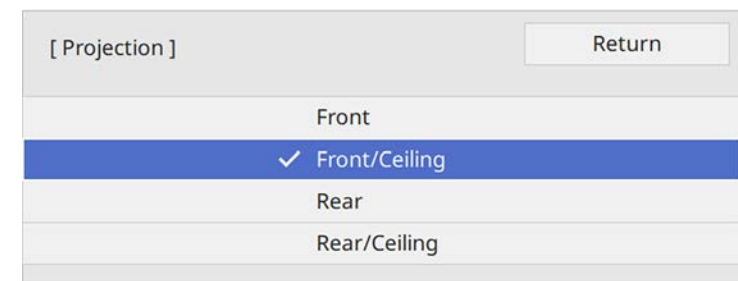 [ Projection ]
Return
Front
Front/Ceiling
Rear
Rear/Ceiling